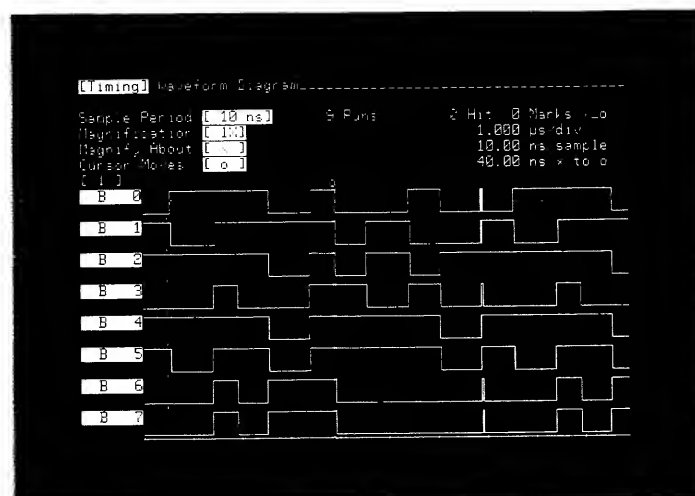 [Timing] Waveform Diagram
Sample Period [ 10 ns] 9 Runs 2 Hit 0 Marks
Magnification [ 1X] 1.000 µs/div
Magnify About [ x ] 10.00 ns sample
Cursor Moves [ o ] 40.00 ns x to o
[ 1 ]
B 0
B 1
B 2
B 3
B 4
B 5
B 6
B 7